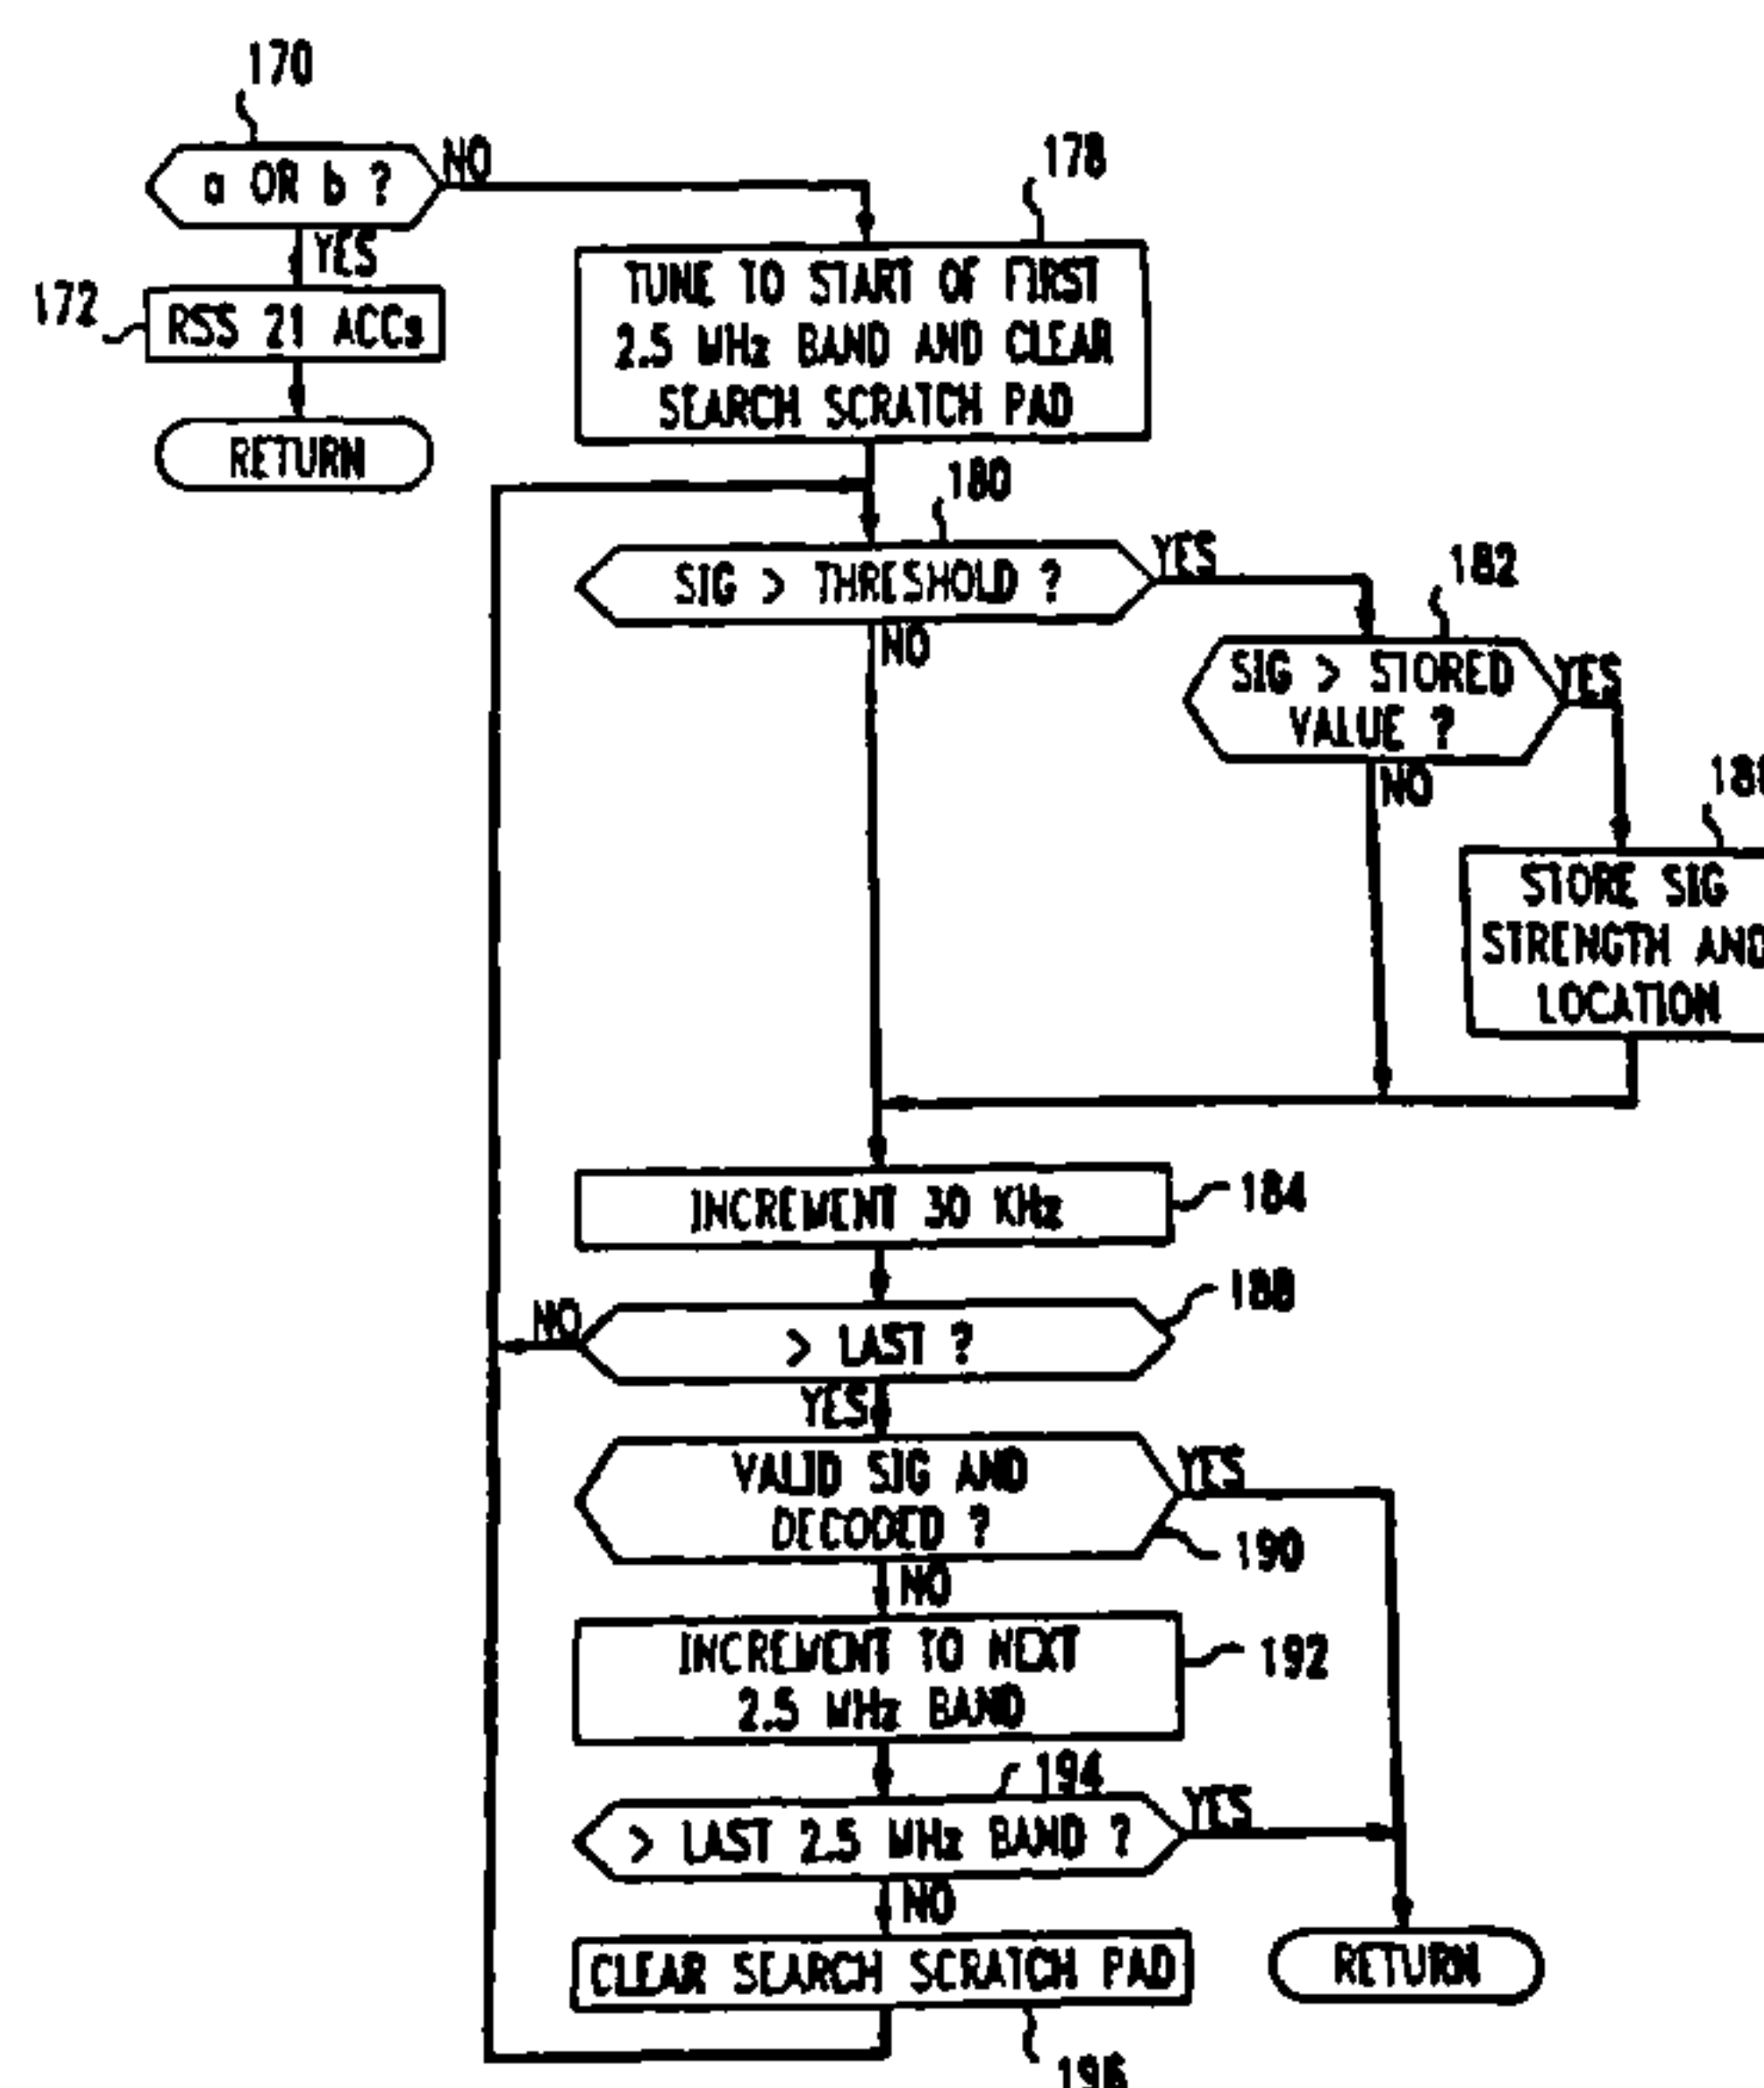 170
a OR b ?
NO
YES
172
RSS 21 ACCs
RETURN
178
TUNE TO START OF FIRST
2.5 MHz BAND AND CLEAR
SEARCH SCRATCH PAD
180
SIG > THRESHOLD ?
YES
NO
182
SIG > STORED
VALUE ?
YES
NO
STORE SIG
STRENGTH AND
LOCATION
INCREMENT 30 KHz
184
188
> LAST ?
NO
YES
VALID SIG AND
DECODED ?
YES
190
NO
INCREMENT TO NEXT
2.5 MHz BAND
192
194
> LAST 2.5 MHz BAND ?
YES
NO
CLEAR SEARCH SCRATCH PAD
RETURN
196